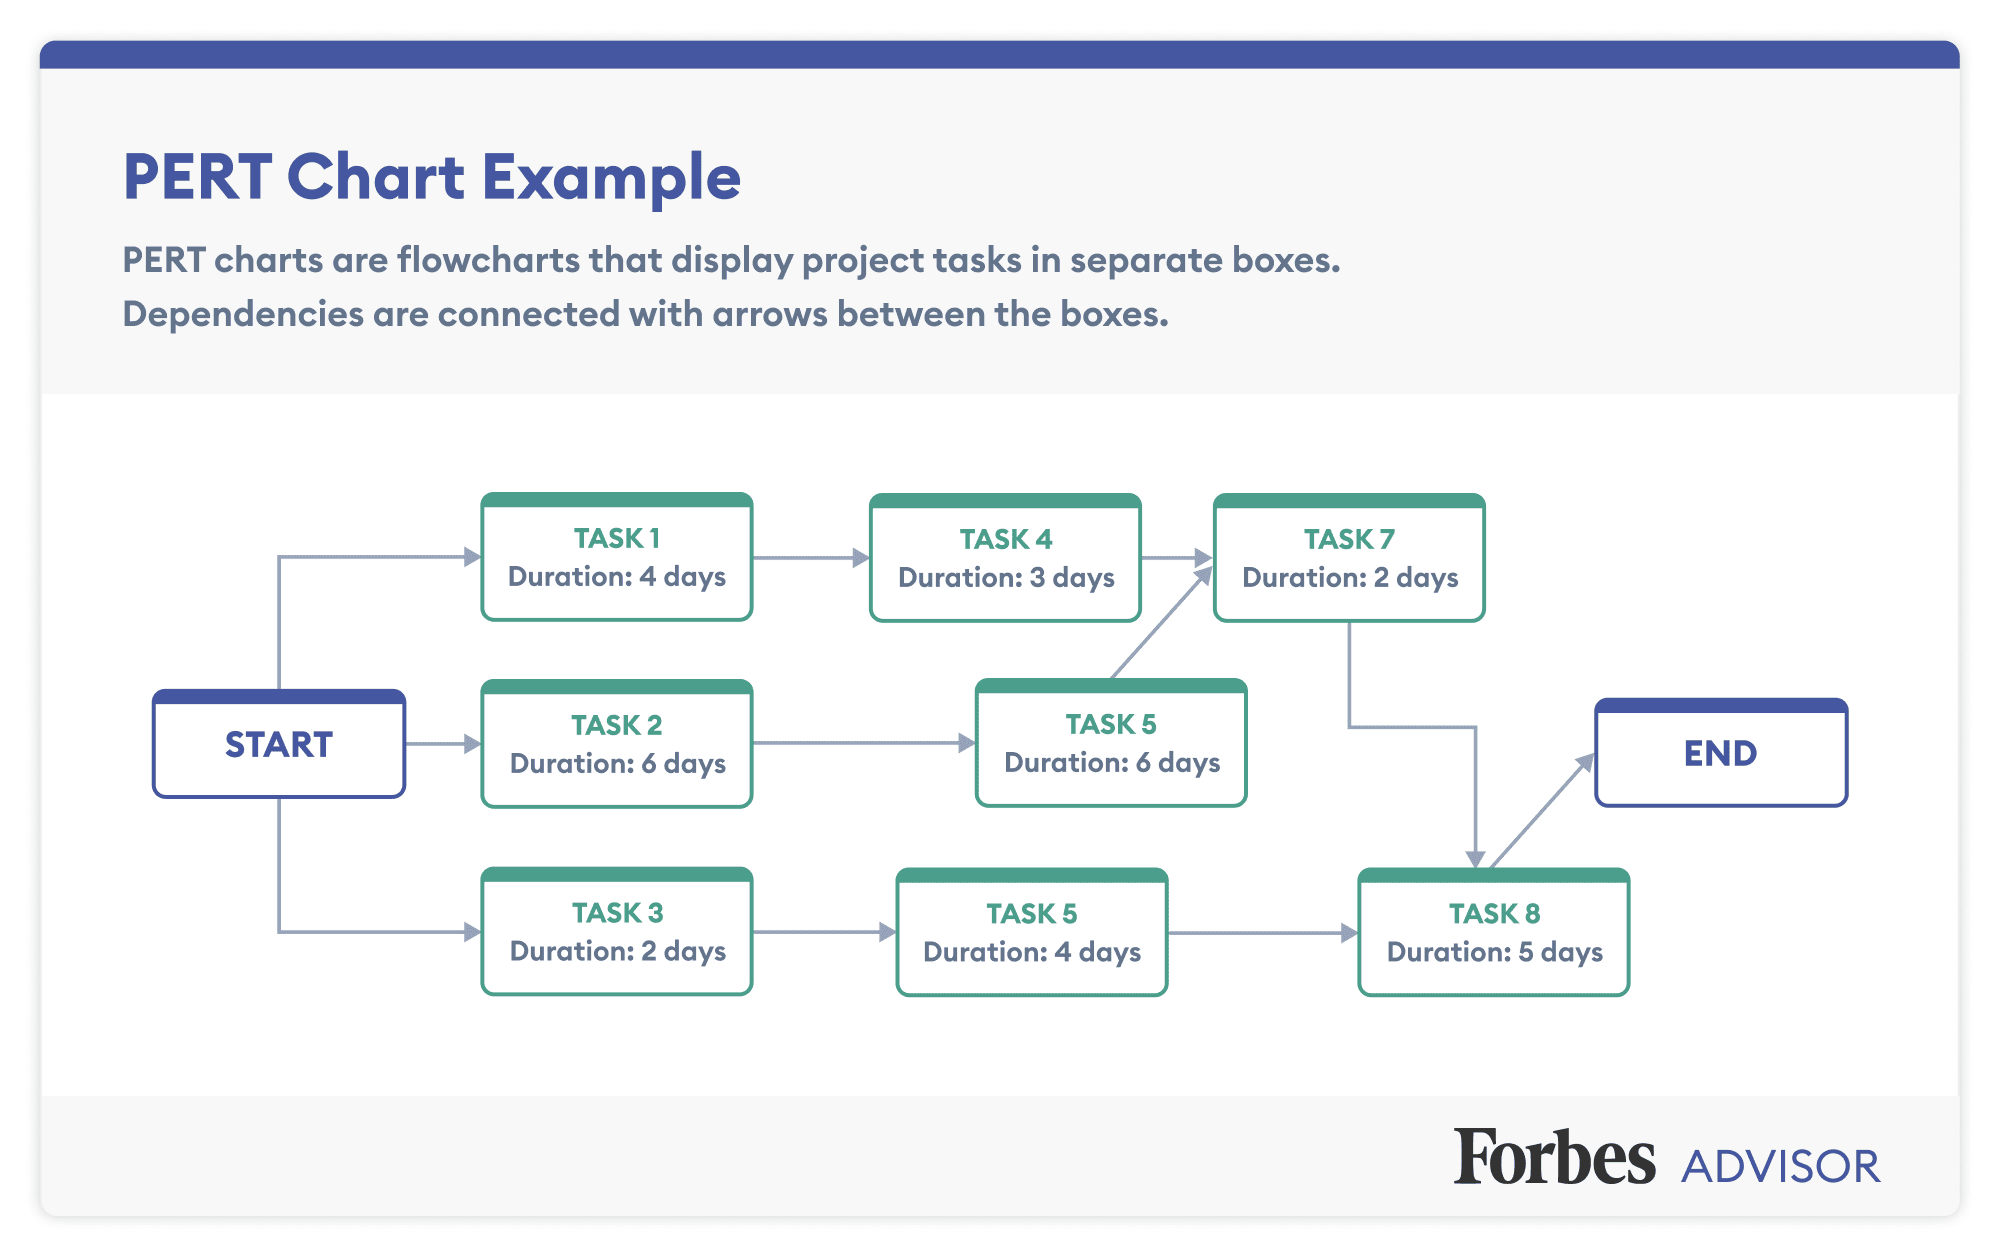 PERT Chart Example
PERT charts are flowcharts that display project tasks in separate boxes.
Dependencies are connected with arrows between the boxes.
TASK 1
Duration: 4 days
TASK 4
Duration: 3 days
TASK 7
Duration: 2 days
START
TASK 2
Duration: 6 days
TASK 5
Duration: 6 days
END
TASK 3
Duration: 2 days
TASK 5
Duration: 4 days
TASK 8
Duration: 5 days
Forbes ADVISOR